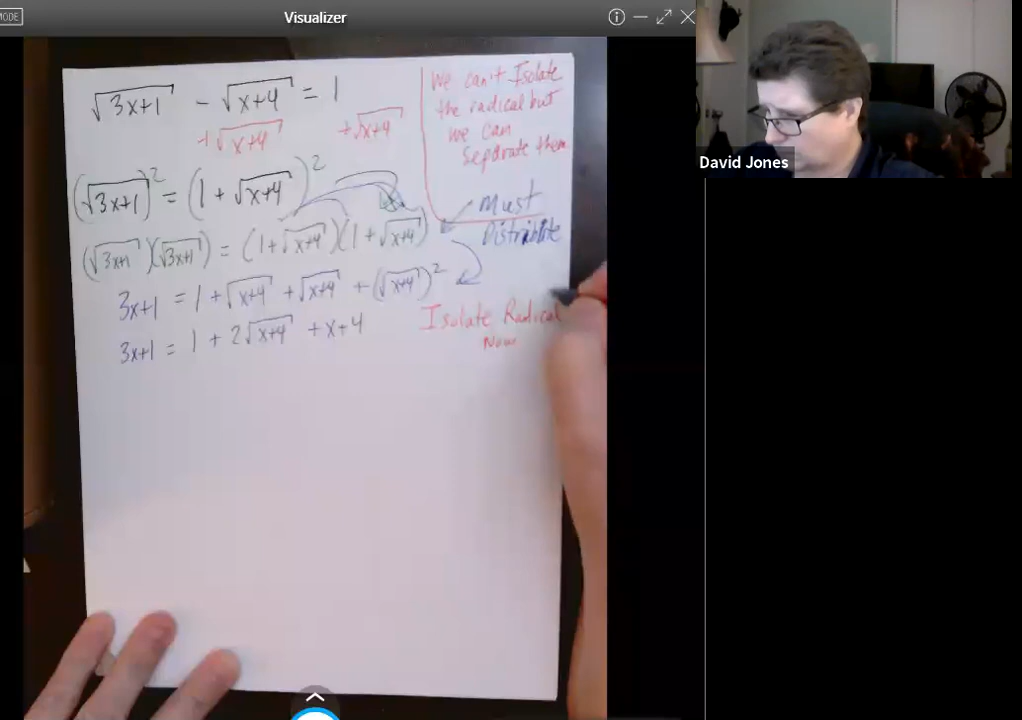 MODE
Visualizer
√3x+1 - √x+4 = 1
+√x+4 +√x+4
(√3x+1)² = (1 + √x+4)²
(√3x+1)(√3x+1) = (1+√x+4)(1+√x+4)
3x+1 = 1 + √x+4 + √x+4 + (√x+4)²
3x+1 = 1 + 2√x+4 + x+4
We can't Isolate
the radical but
we can
Separate them
Must
Distribute
Isolate Radical
Now
David Jones